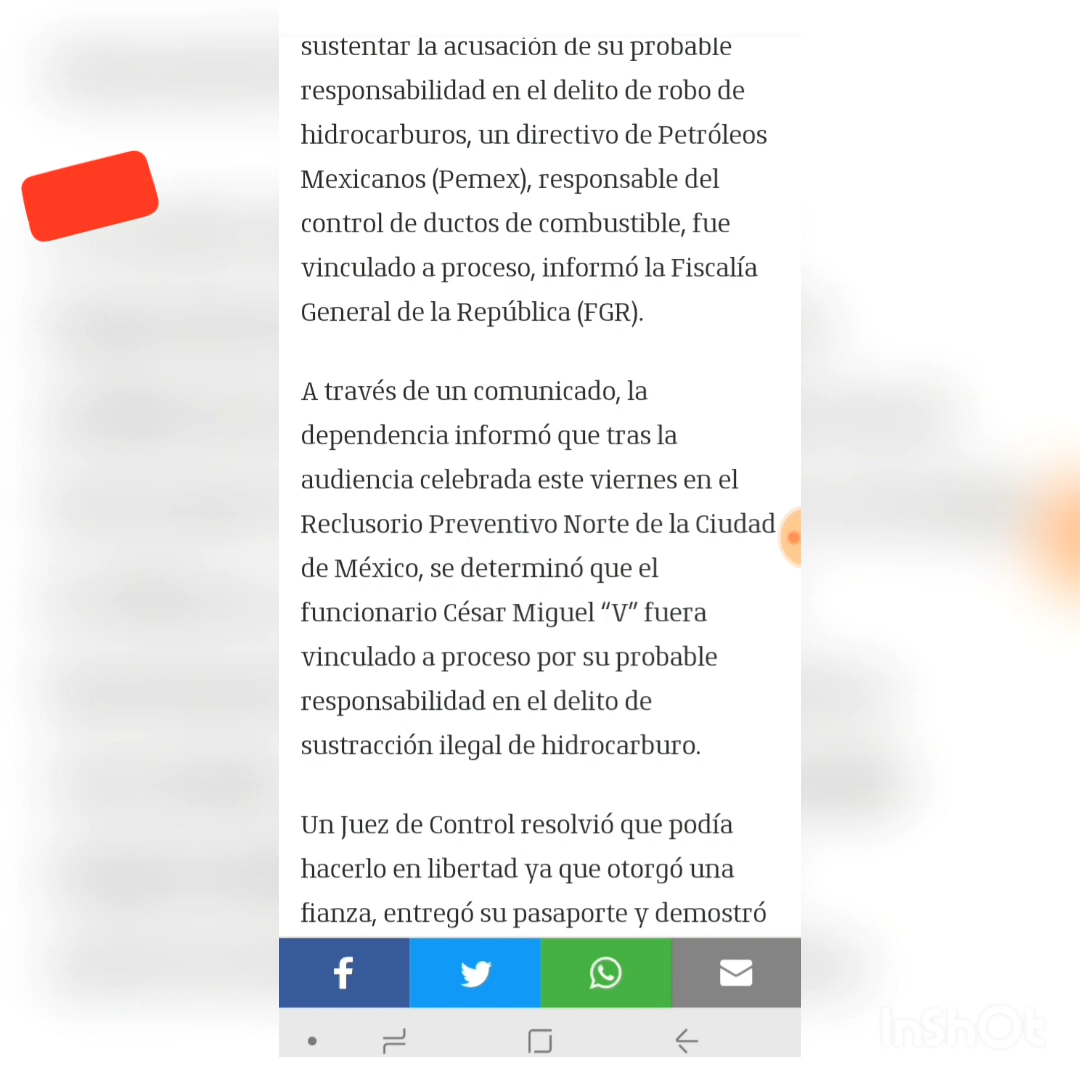 sustentar la acusación de su probable
responsabilidad en el delito de robo de
hidrocarburos, un directivo de Petróleos
Mexicanos (Pemex), responsable del
control de ductos de combustible, fue
vinculado a proceso, informó la Fiscalía
General de la República (FGR).
A través de un comunicado, la
dependencia informó que tras la
audiencia celebrada este viernes en el
Reclusorio Preventivo Norte de la Ciudad
de México, se determinó que el
funcionario César Miguel “V” fuera
vinculado a proceso por su probable
responsabilidad en el delito de
sustracción ilegal de hidrocarburo.
Un Juez de Control resolvió que podía
hacerlo en libertad ya que otorgó una
fianza, entregó su pasaporte y demostró
InShOt